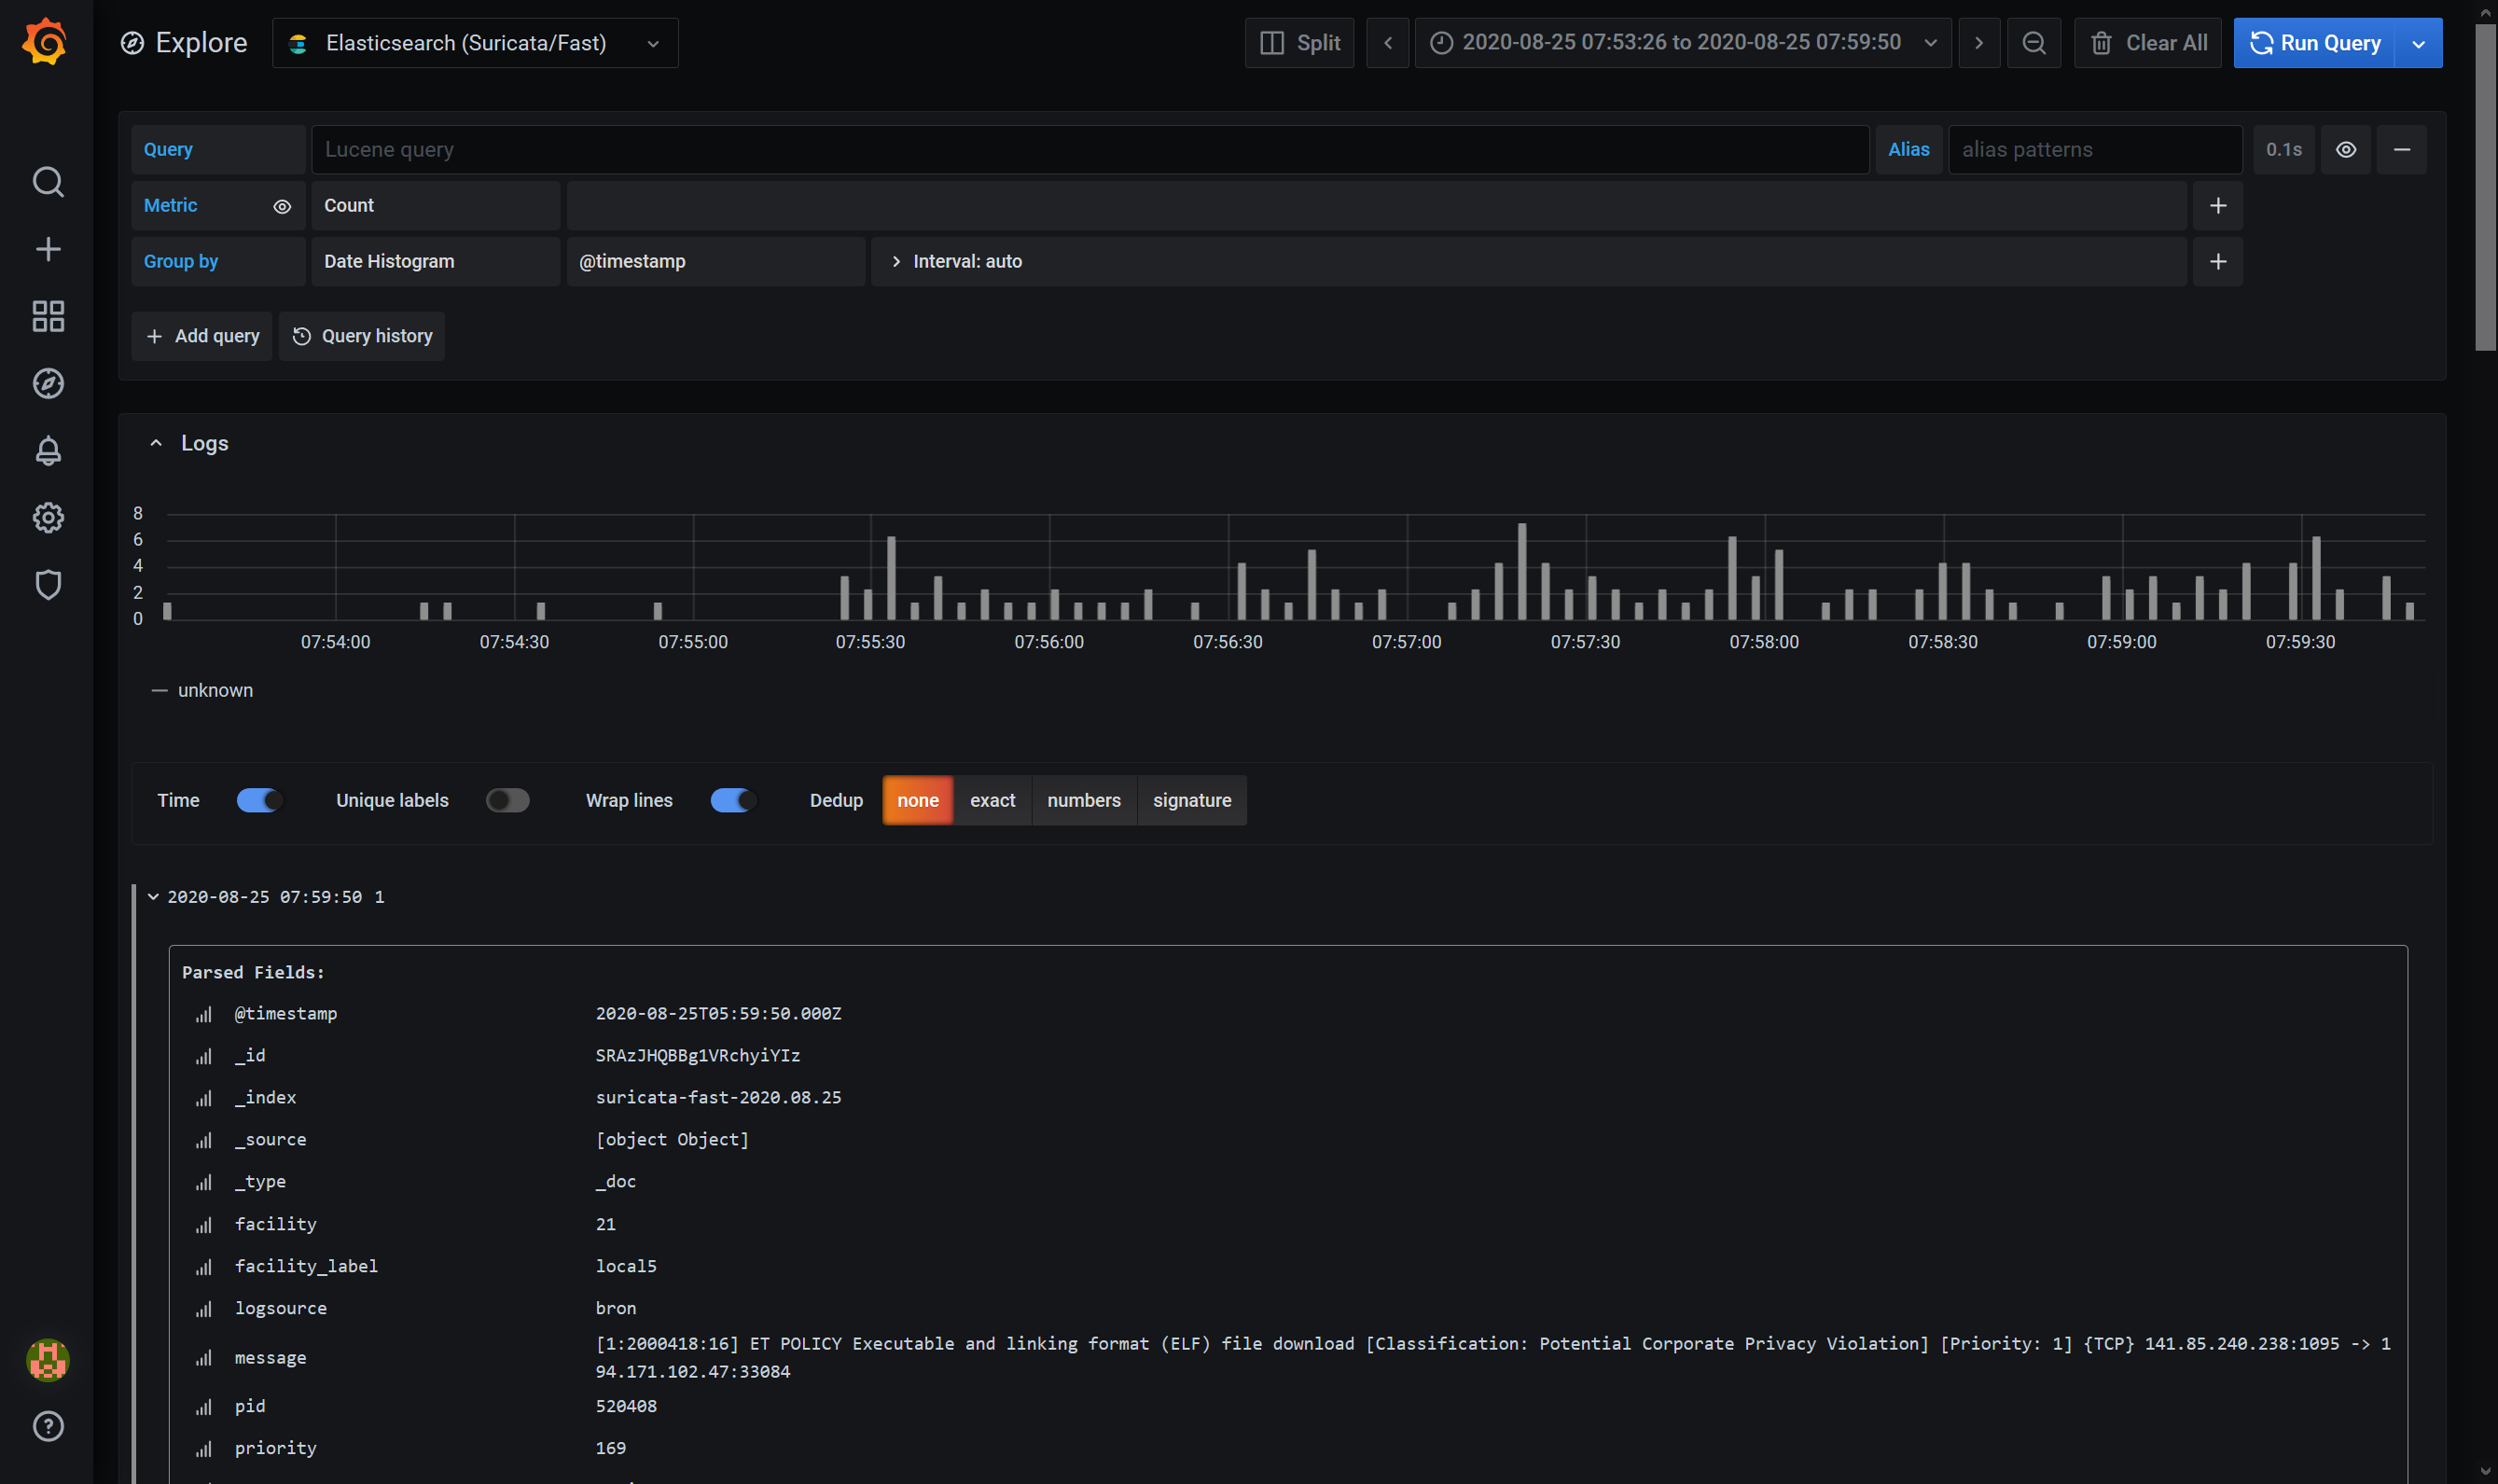 Explore
Elasticsearch (Suricata/Fast)
Split
2020-08-25 07:53:26 to 2020-08-25 07:59:50
Clear All
Run Query
Query
Lucene query
Alias
alias patterns
0.1s
Metric
Count
Group by
Date Histogram
@timestamp
Interval: auto
Add query
Query history
Logs
8
6
4
2
0
07:54:00 07:54:30 07:55:00 07:55:30 07:56:00 07:56:30 07:57:00 07:57:30 07:58:00 07:58:30 07:59:00 07:59:30
unknown
Time Unique labels Wrap lines Dedup none exact numbers signature
2020-08-25 07:59:50 1
Parsed Fields:
@timestamp 2020-08-25T05:59:50.000Z
_id SRAzJHQBBg1VRchyiYIz
_index suricata-fast-2020.08.25
_source [object Object]
_type _doc
facility 21
facility_label local5
logsource bron
message [1:2000418:16] ET POLICY Executable and linking format (ELF) file download [Classification: Potential Corporate Privacy Violation] [Priority: 1] {TCP} 141.85.240.238:1095 -> 1
94.171.102.47:33084
pid 520408
priority 169